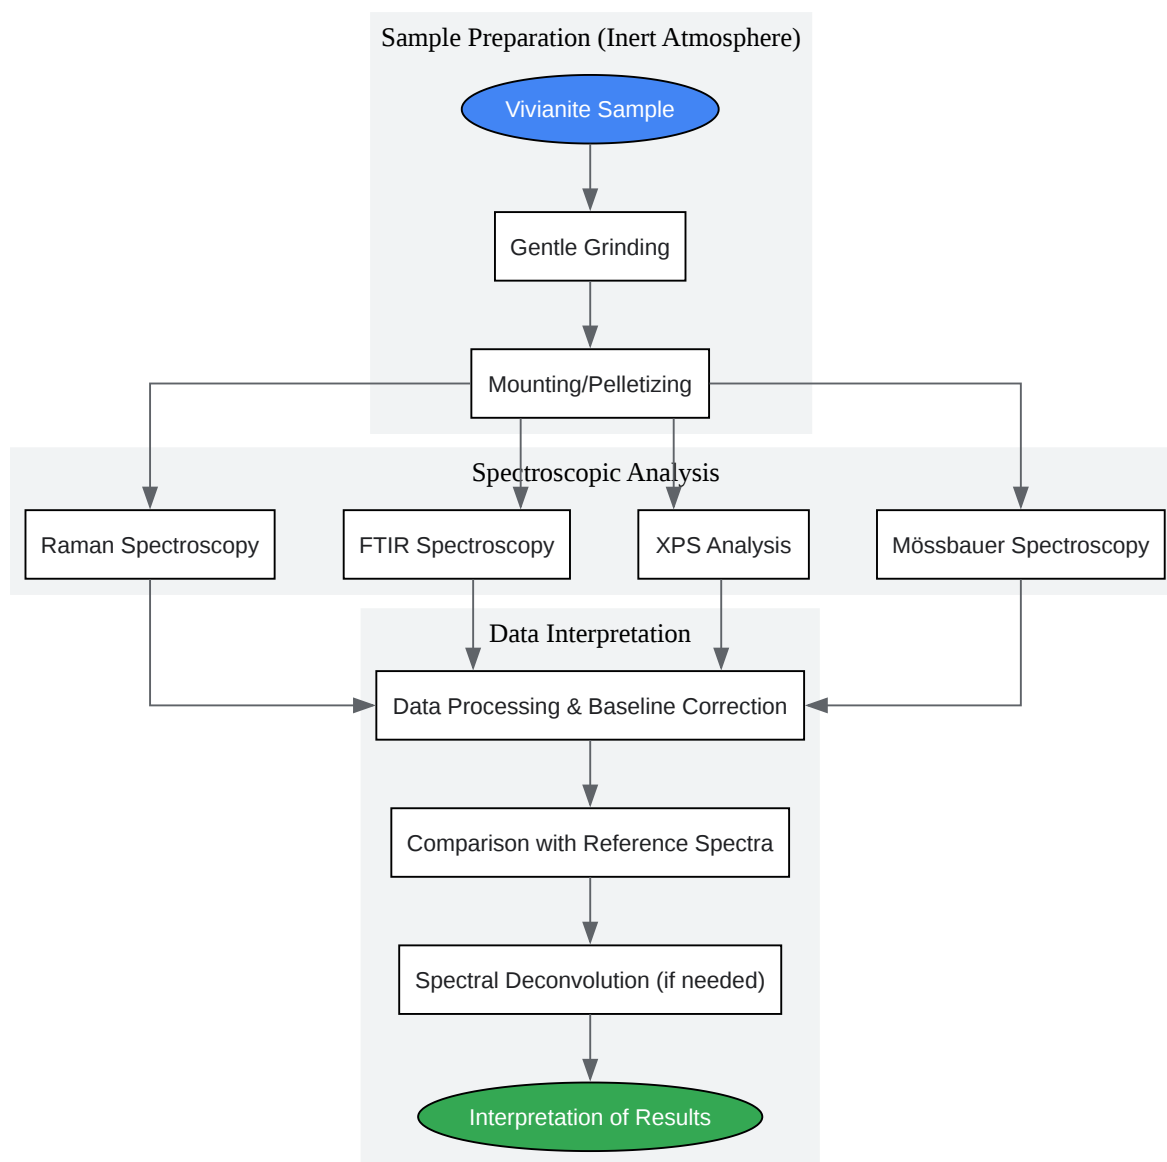 Sample Preparation (Inert Atmosphere)
Vivianite Sample
Gentle Grinding
Mounting/Pelletizing
Spectroscopic Analysis
Raman Spectroscopy
FTIR Spectroscopy
XPS Analysis
Mössbauer Spectroscopy
Data Interpretation
Data Processing & Baseline Correction
Comparison with Reference Spectra
Spectral Deconvolution (if needed)
Interpretation of Results